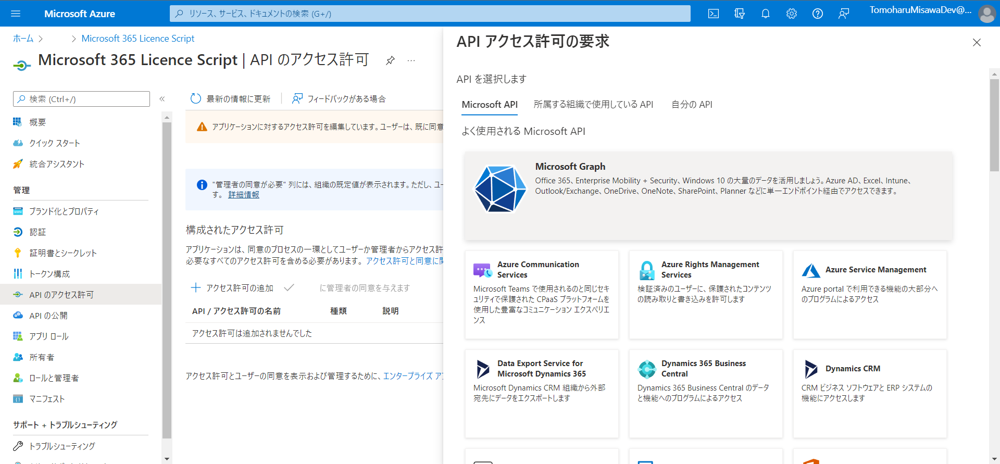 Microsoft Azure
リソース、サービス、ドキュメントの検索 (G+/)
TomoharuMisawaDev@...
ホーム
Microsoft 365 Licence Script
Microsoft 365 Licence Script | API のアクセス許可
...
検索 (Ctrl+/)
概要
クイック スタート
統合アシスタント
管理
ブランド化とプロパティ
認証
証明書とシークレット
トークン構成
API のアクセス許可
API の公開
アプリ ロール
所有者
ロールと管理者
マニフェスト
サポート + トラブルシューティング
トラブルシューティング
最新の情報に更新
フィードバックがある場合
アプリケーションに対するアクセス許可を編集しています。ユーザーは、既に同意
"管理者の同意が必要" 列には、組織の既定値が表示されます。ただし、ユー
す。 詳細情報
構成されたアクセス許可
アプリケーションは、同意のプロセスの一環としてユーザーか管理者からアクセス許
必要なすべてのアクセス許可を含める必要があります。 アクセス許可と同意に関
アクセス許可の追加
に管理者の同意を与えます
API / アクセス許可の名前 種類 説明
アクセス許可は追加されませんでした
アクセス許可とユーザーの同意を表示および管理するために、エンタープライズ ア
API アクセス許可の要求
API を選択します
Microsoft API
所属する組織で使用している API
自分の API
よく使用される Microsoft API
Microsoft Graph
Office 365、Enterprise Mobility + Security、Windows 10 の大量のデータを活用しましょう。Azure AD、Excel、Intune、
Outlook/Exchange、OneDrive、OneNote、SharePoint、Planner などに単一エンドポイント経由でアクセスできます。
Azure Communication
Services
Microsoft Teams で使用されるのと同じセキ
ュリティで保護された CPaaS プラットフォームを
使用した豊富なコミュニケーション エクスペリエ
ンス
Azure Rights Management
Services
検証済みのユーザーに、保護されたコンテンツ
の読み取りと書き込みを許可します
Azure Service Management
Azure portal で利用できる機能の大部分へ
のプログラムによるアクセス
Data Export Service for
Microsoft Dynamics 365
Microsoft Dynamics CRM 組織から外部
宛先にデータをエクスポートします
Dynamics 365 Business
Central
Dynamics 365 Business Central のデータ
と機能へのプログラムによるアクセス
Dynamics CRM
CRM ビジネス ソフトウェアと ERP システムの
機能にアクセスします